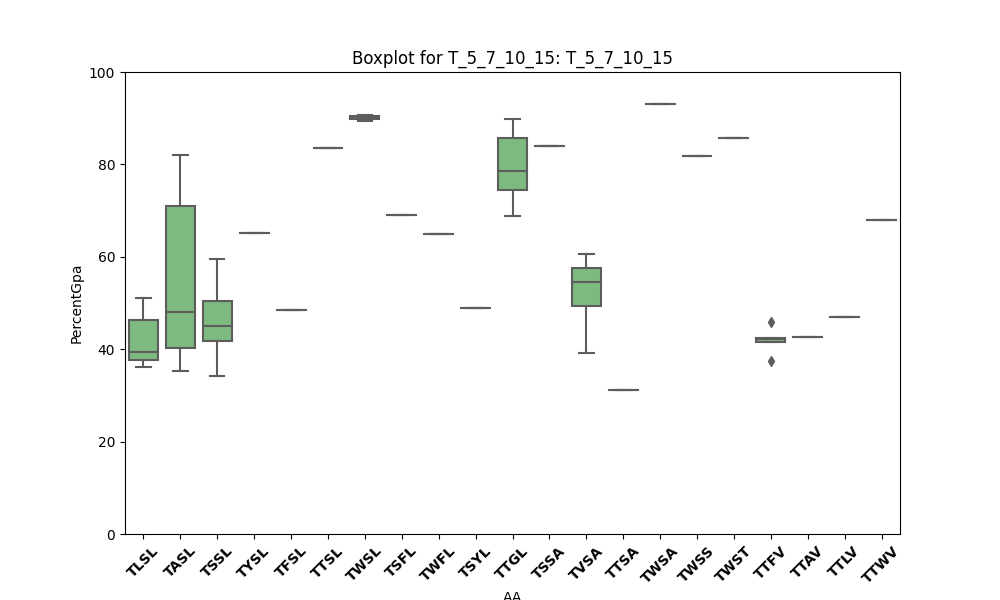 Boxplot for T_5_7_10_15: T_5_7_10_15
100
80
60
40
20
0
PercentGpa
TLSL TASL TSSL TYSL TFSL TTSL TWSL TSFL TWFL TSYL TTGL TSSA TVSA TTSA TWSA TWSS TWST TTFV TTAV TTLV TTWV
AA